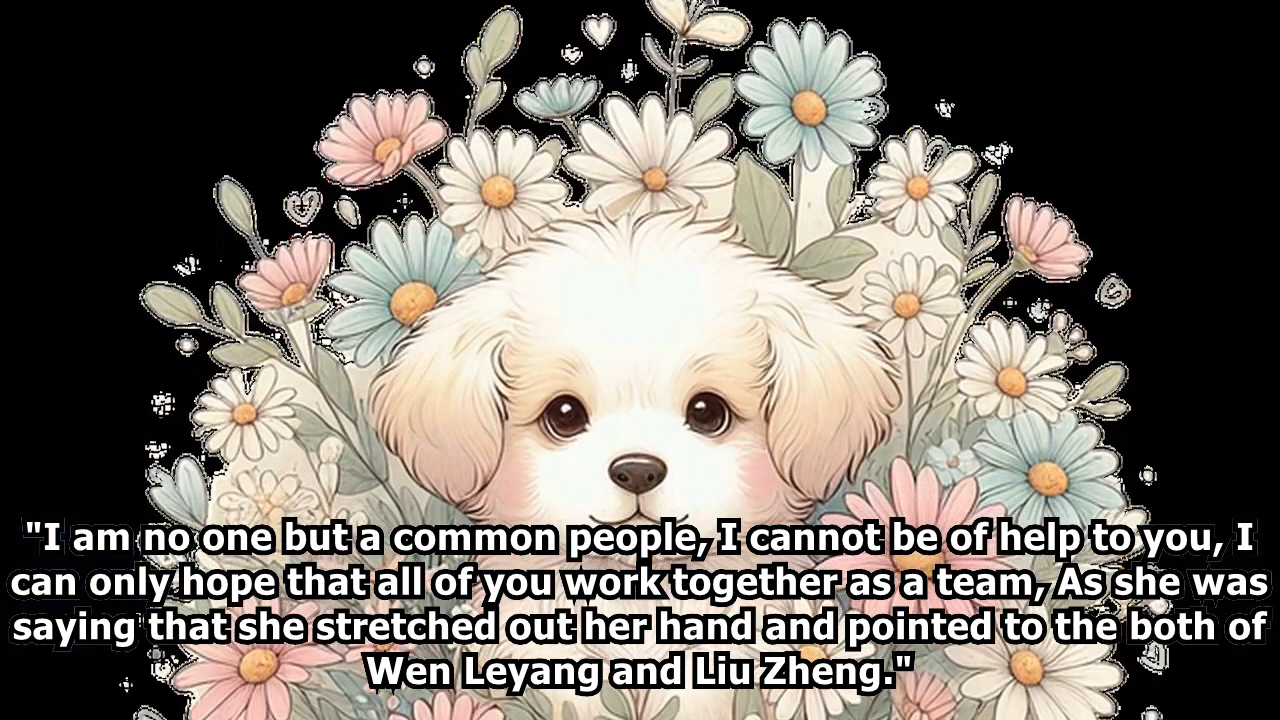 "I am no one but a common people, I cannot be of help to you, I
can only hope that all of you work together as a team, As she was
saying that she stretched out her hand and pointed to the both of
Wen Leyang and Liu Zheng."